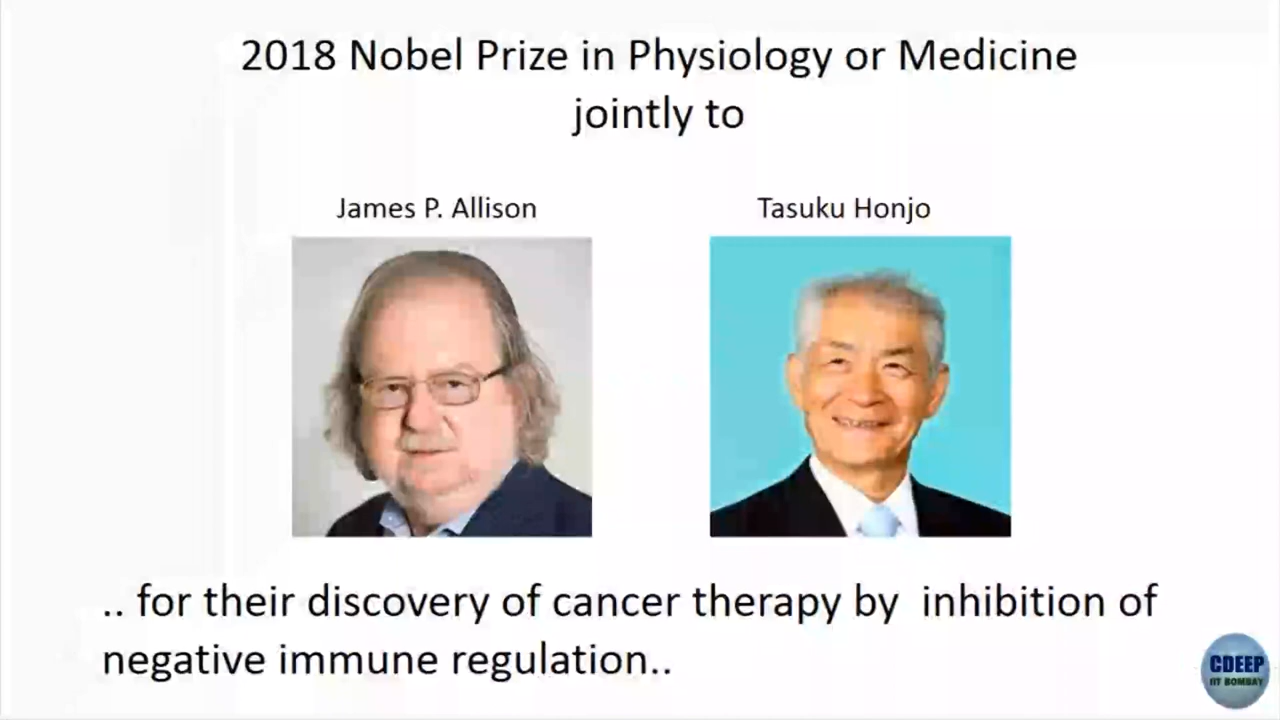 2018 Nobel Prize in Physiology or Medicine
jointly to
James P. Allison
Tasuku Honjo
.. for their discovery of cancer therapy by inhibition of
negative immune regulation..
CDEEP
IIT BOMBAY